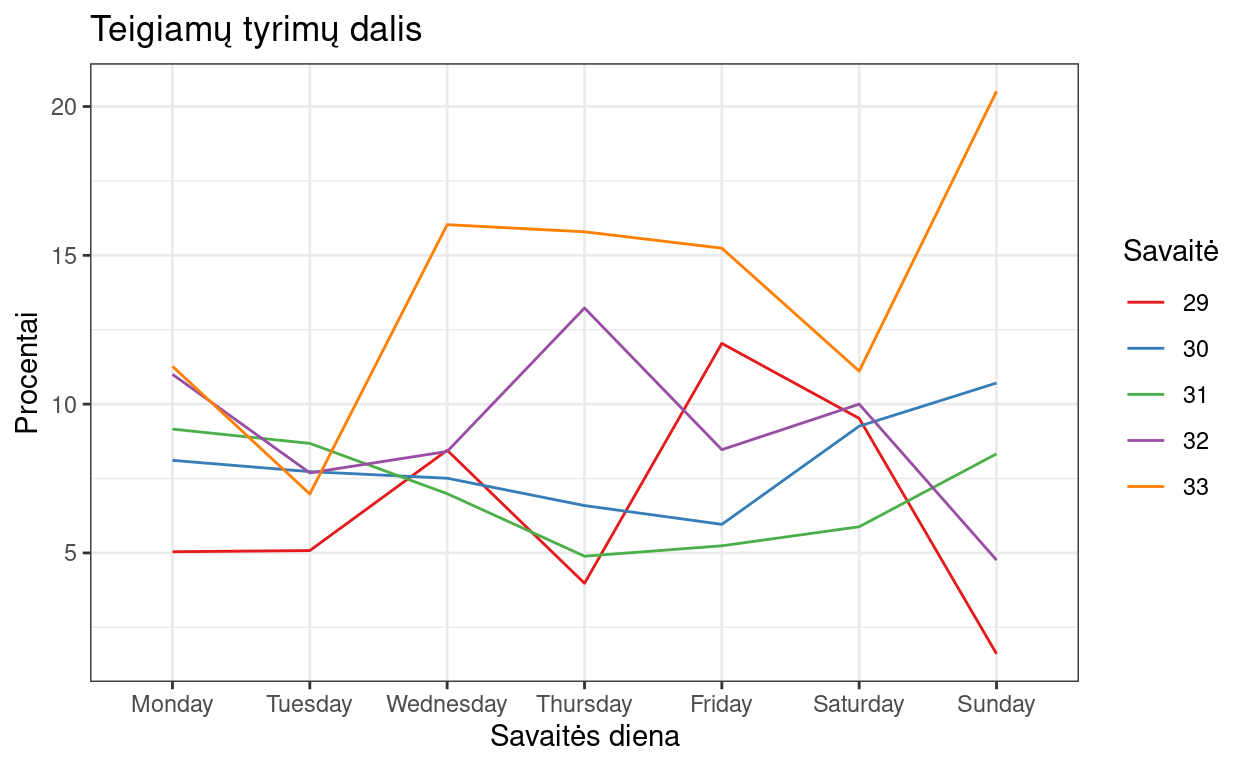 Teigiamų tyrimų dalis
Procentai
20
15
10
5
Monday Tuesday Wednesday Thursday Friday Saturday Sunday
Savaitės diena
Savaitė
29
30
31
32
33